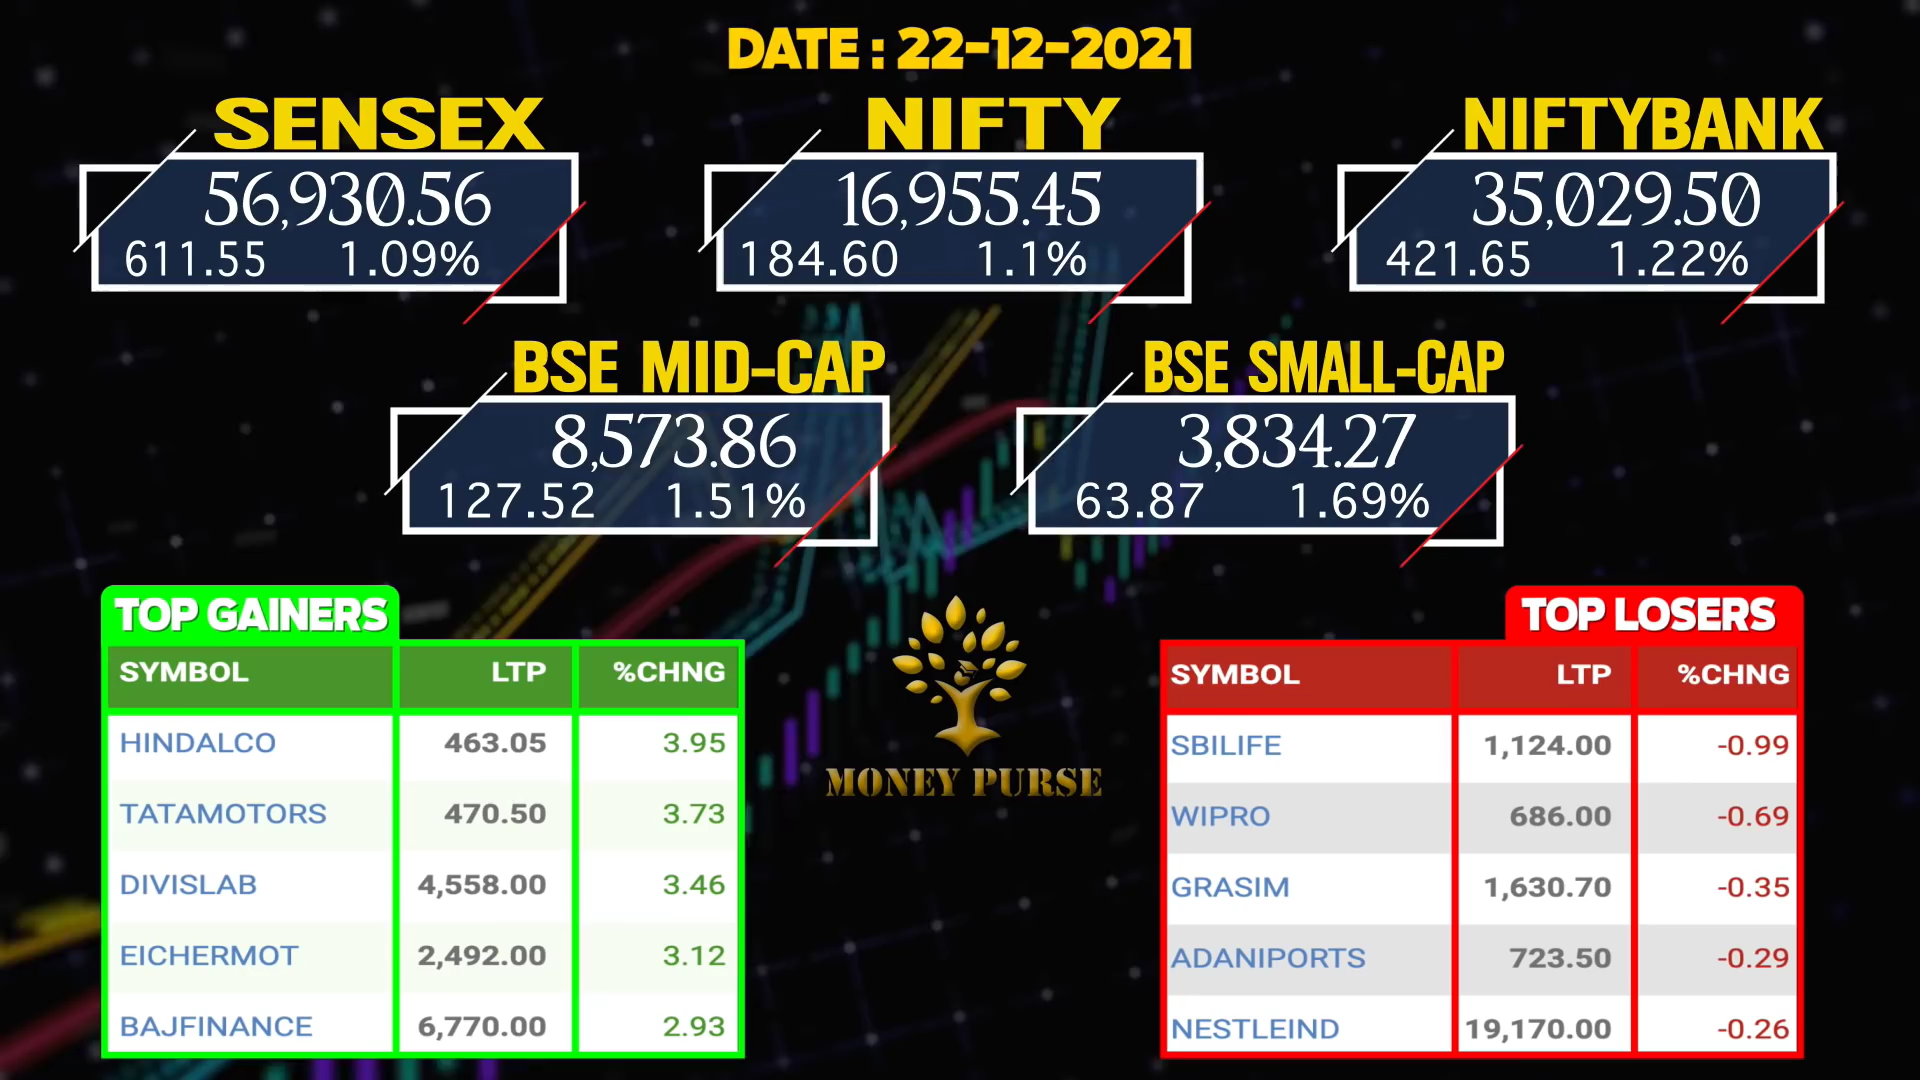 DATE : 22-12-2021
SENSEX
56,930.56
611.55 1.09%
NIFTY
16,955.45
184.60 1.1%
NIFTYBANK
35,029.50
421.65 1.22%
BSE MID-CAP
8,573.86
127.52 1.51%
BSE SMALL-CAP
3,834.27
63.87 1.69%
TOP GAINERS
SYMBOL LTP %CHNG
HINDALCO 463.05 3.95
TATAMOTORS 470.50 3.73
DIVISLAB 4,558.00 3.46
EICHERMOT 2,492.00 3.12
BAJFINANCE 6,770.00 2.93
MONEY PURSE
TOP LOSERS
SYMBOL LTP %CHNG
SBILIFE 1,124.00 -0.99
WIPRO 686.00 -0.69
GRASIM 1,630.70 -0.35
ADANIPORTS 723.50 -0.29
NESTLEIND 19,170.00 -0.26